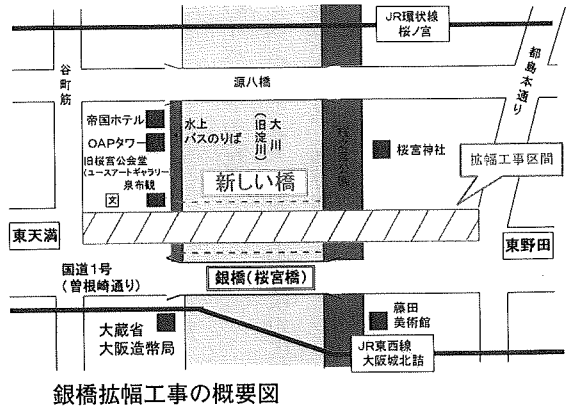 JR環状線
桜ノ宮
谷町筋
源八橋
都島本通り
帝国ホテル
OAPタワー
旧桜宮公会堂
(ユースアートギャラリー)
泉布観
文
水上
バスのりば
大川
(旧淀川)
桜宮神社
拡幅工事区間
新しい橋
東天満
東野田
国道1号
(曽根崎通り)
銀橋(桜宮橋)
大蔵省
大阪造幣局
藤田
美術館
JR東西線
大阪城北詰
銀橋拡幅工事の概要図